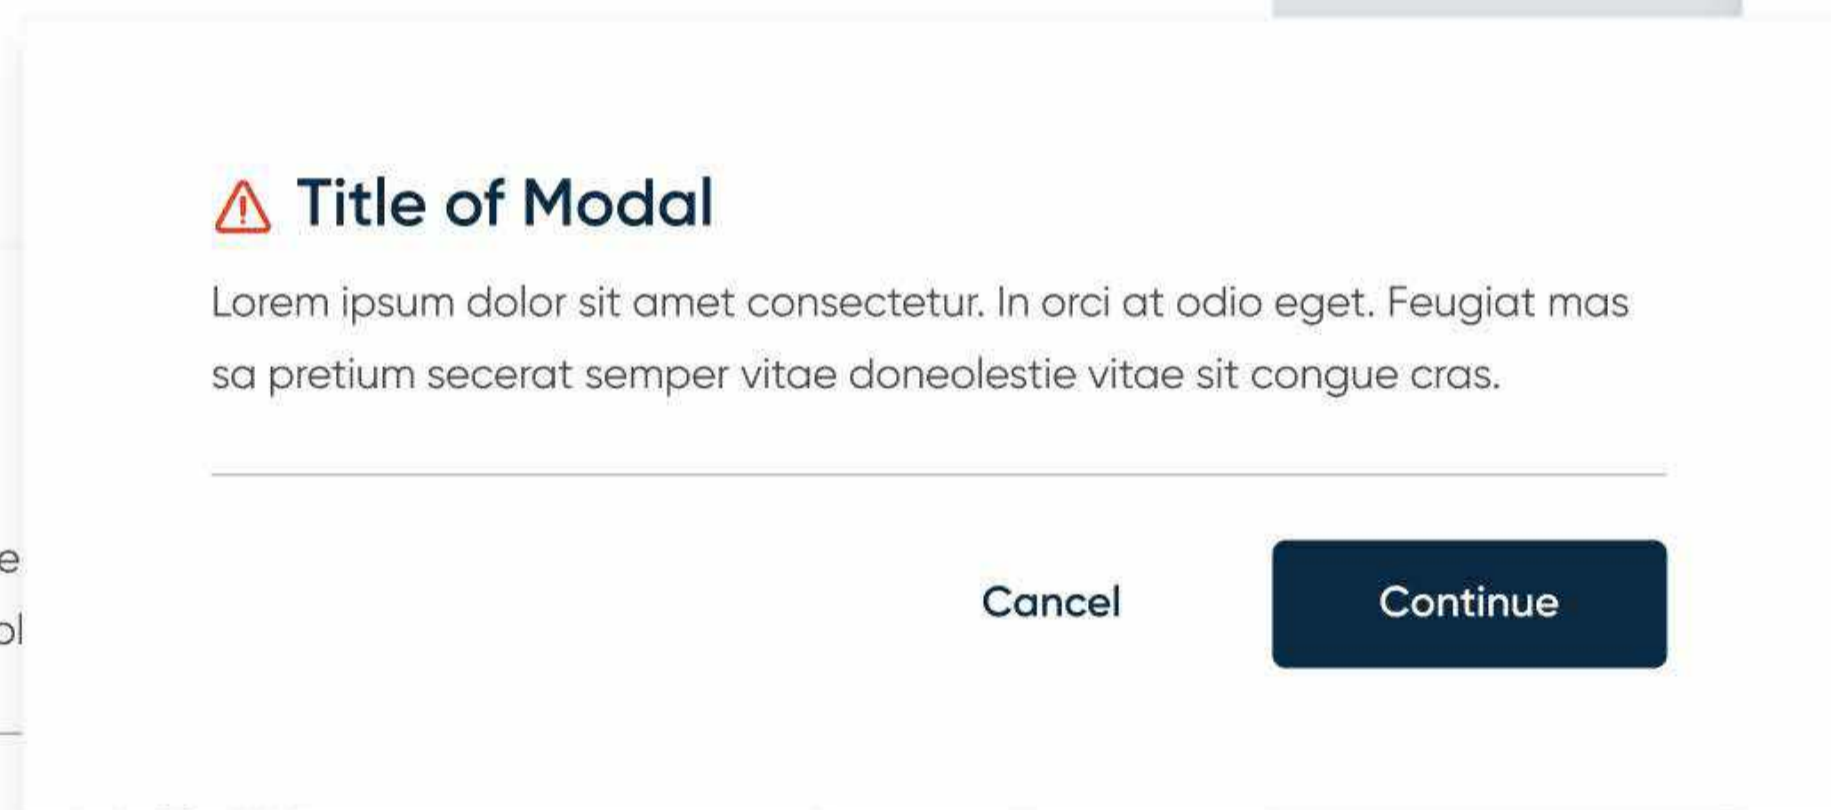 Title of Modal
Lorem ipsum dolor sit amet consectetur. In orci at odio eget. Feugiat mas
sa pretium secerat semper vitae doneolestie vitae sit congue cras.
e
Cancel
Continue
ol